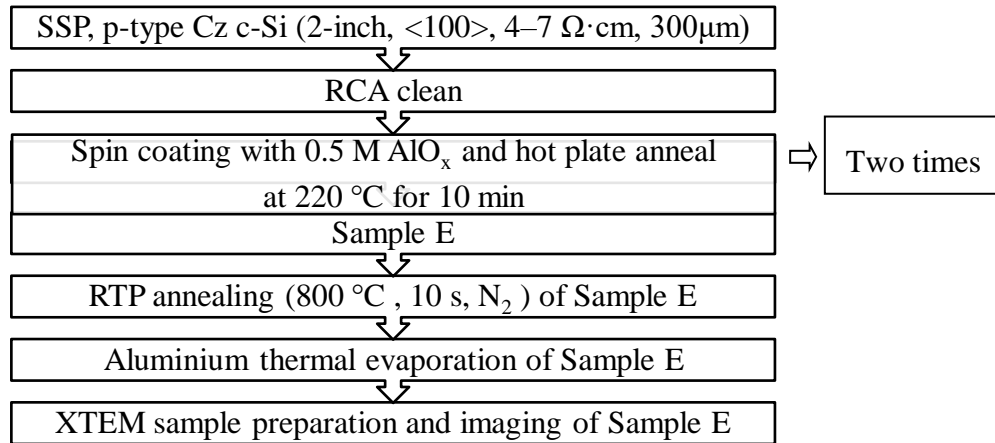 SSP, p-type Cz c-Si (2-inch, <100>, 4–7 Ω·cm, 300μm)
RCA clean
Spin coating with 0.5 M AlOₓ and hot plate anneal
at 220 °C for 10 min
Two times
Sample E
RTP annealing (800 °C , 10 s, N₂ ) of Sample E
Aluminium thermal evaporation of Sample E
XTEM sample preparation and imaging of Sample E